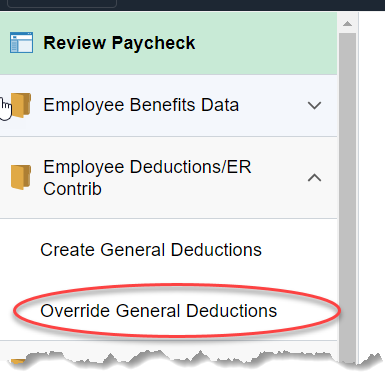 Review Paycheck
Employee Benefits Data
Employee Deductions/ER
Contrib
Create General Deductions
Override General Deductions